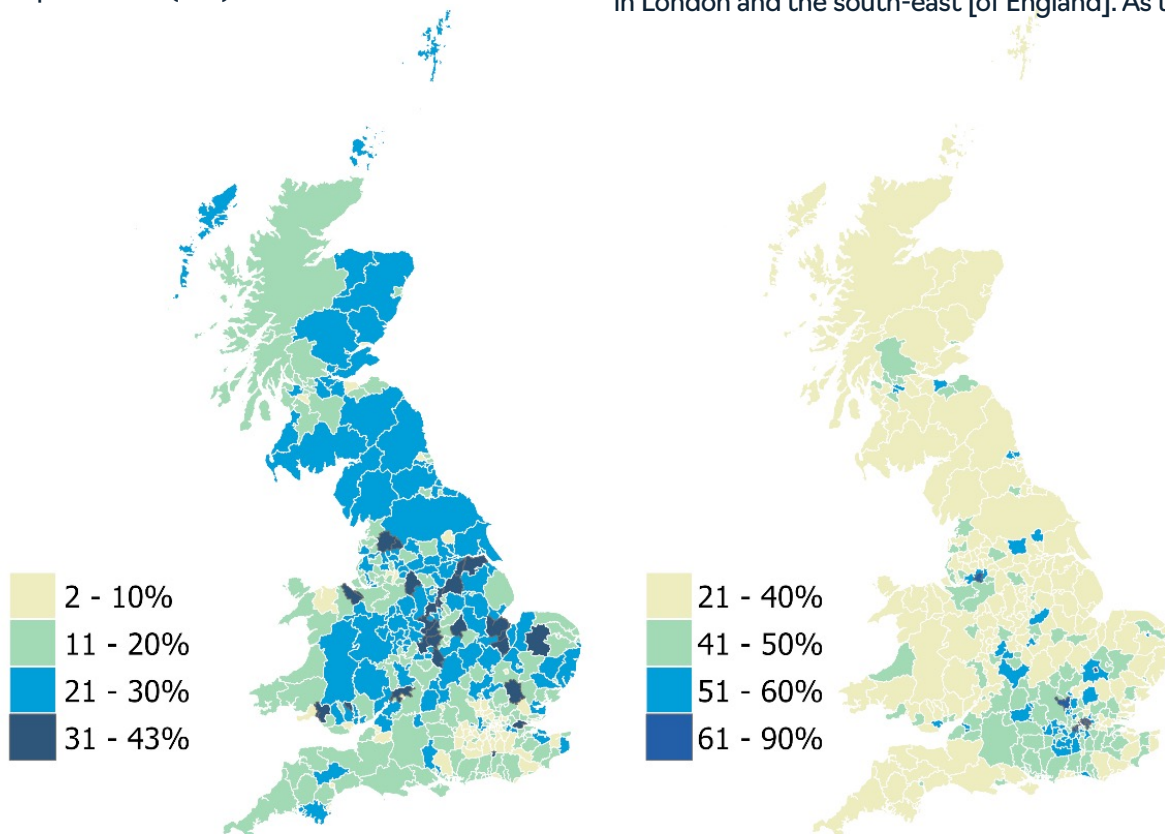 in London and the south-east [of England]. As
2 - 10%
11 - 20%
21 - 30%
31 - 43%
21 - 40%
41 - 50%
51 - 60%
61 - 90%